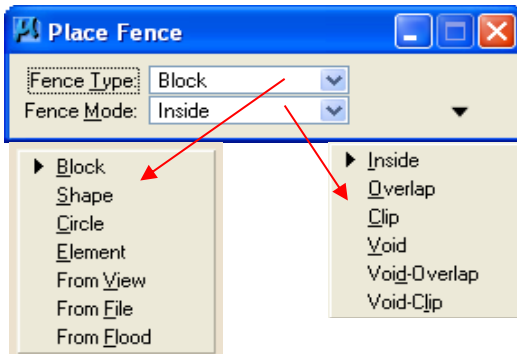 Place Fence
Fence Type: Block
Fence Mode: Inside
Block
Shape
Circle
Element
From View
From File
From Flood
Inside
Overlap
Clip
Void
Void-Overlap
Void-Clip